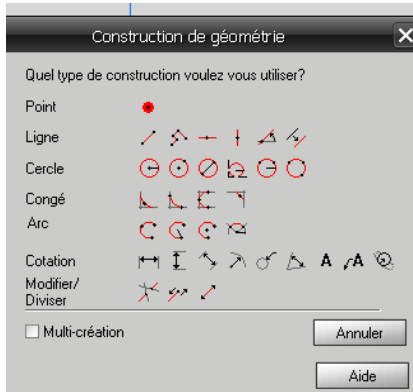 Construction de géométrie
Quel type de construction voulez vous utiliser?
Point
Ligne
Cercle
Congé
Arc
Cotation
A A
Modifier/
Diviser
Multi-création
Annuler
Aide